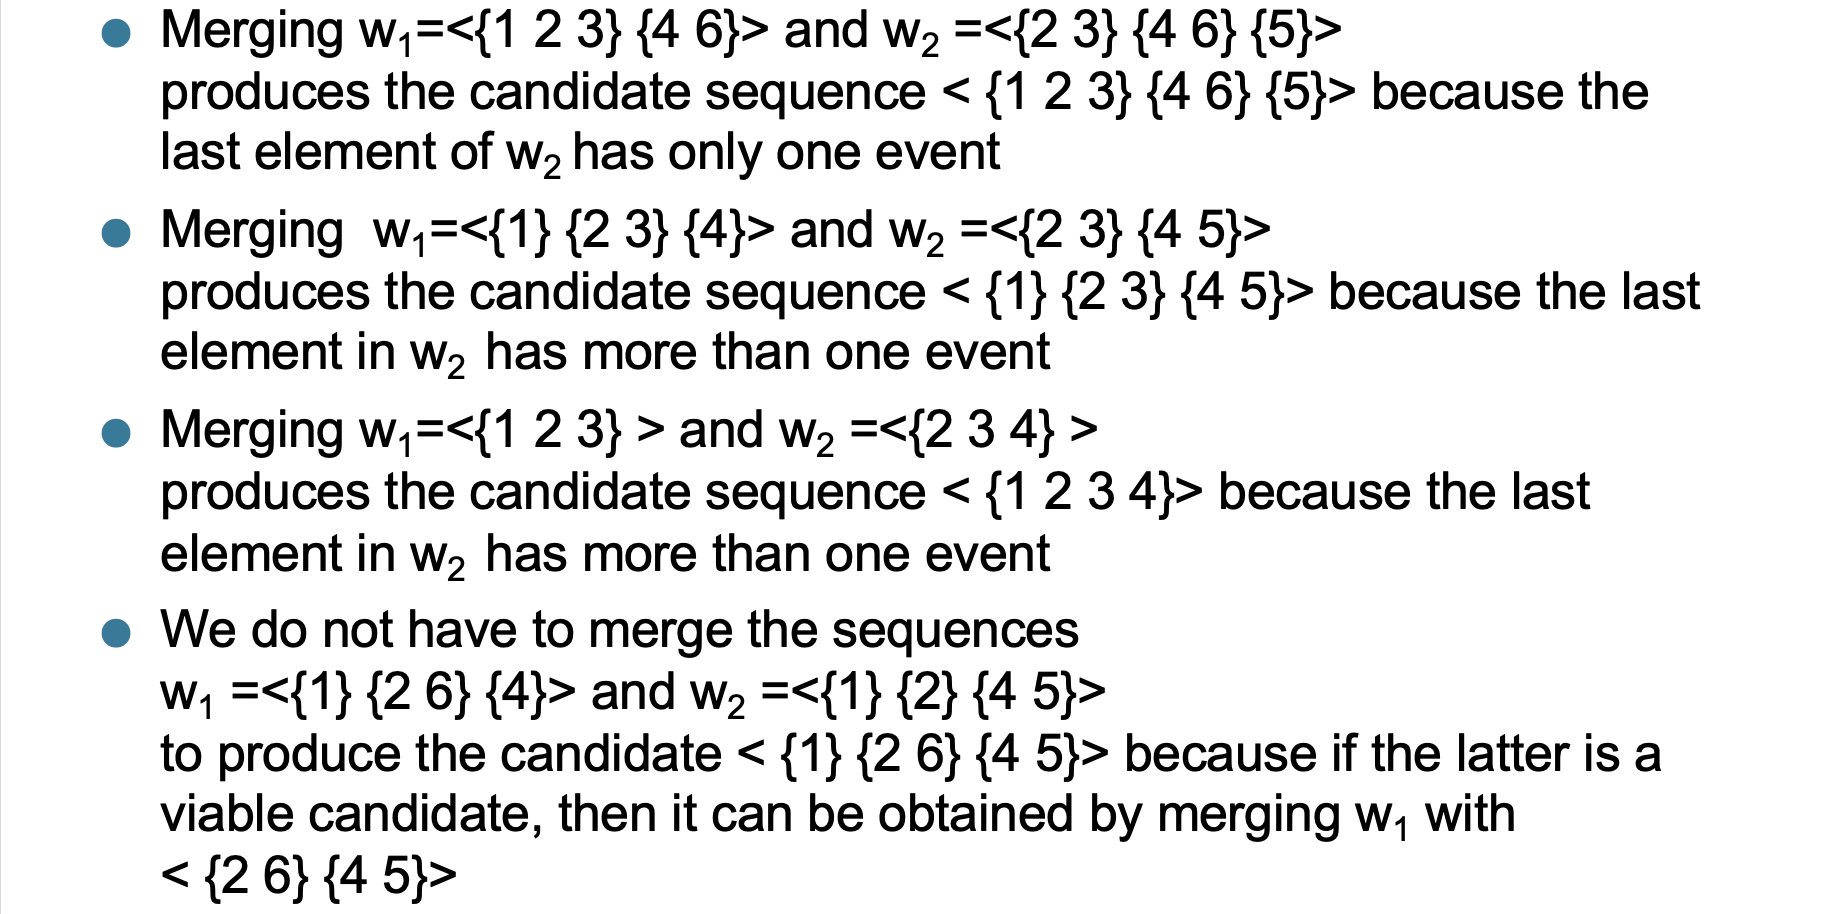 ● Merging w₁=<{1 2 3} {4 6}> and w₂ =<{2 3} {4 6} {5}>
produces the candidate sequence < {1 2 3} {4 6} {5}> because the
last element of w₂ has only one event
● Merging  w₁=<{1} {2 3} {4}> and w₂ =<{2 3} {4 5}>
produces the candidate sequence < {1} {2 3} {4 5}> because the last
element in w₂  has more than one event
● Merging w₁=<{1 2 3} > and w₂ =<{2 3 4} >
produces the candidate sequence < {1 2 3 4}> because the last
element in w₂  has more than one event
● We do not have to merge the sequences
w₁ =<{1} {2 6} {4}> and w₂ =<{1} {2} {4 5}>
to produce the candidate < {1} {2 6} {4 5}> because if the latter is a
viable candidate, then it can be obtained by merging w₁ with
< {2 6} {4 5}>